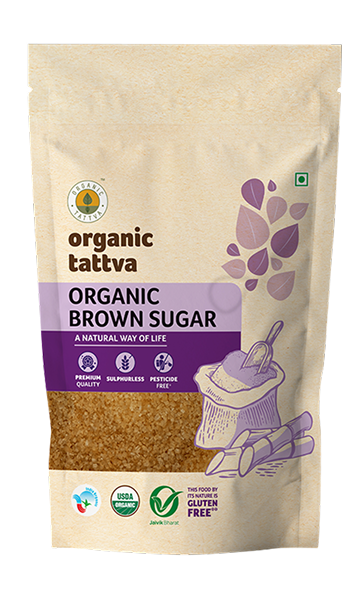 ORGANIC
TATTVA
™
organic
tattva
ORGANIC
BROWN SUGAR
A NATURAL WAY OF LIFE
PREMIUM
QUALITY
SULPHURLESS
PESTICIDE
FREE*
USDA
ORGANIC
Jaivik Bharat
THIS FOOD BY
ITS NATURE IS
GLUTEN
FREE**